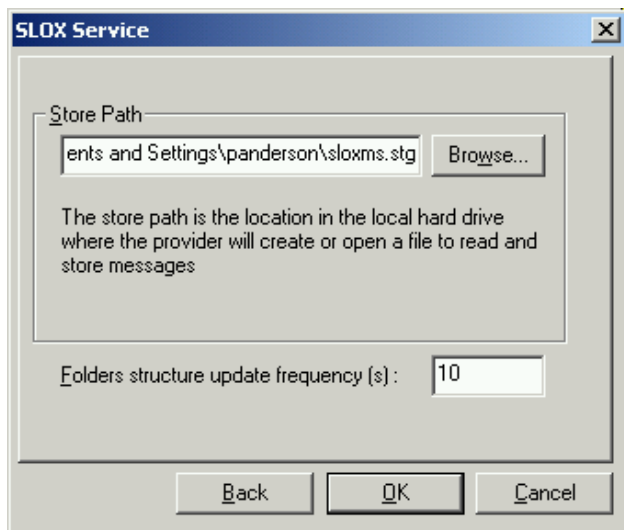 SLOX Service
Store Path
ents and Settings\panderson\sloxms.stg
Browse...
The store path is the location in the local hard drive
where the provider will create or open a file to read and
store messages
Folders structure update frequency (s) :
10
Back
OK
Cancel